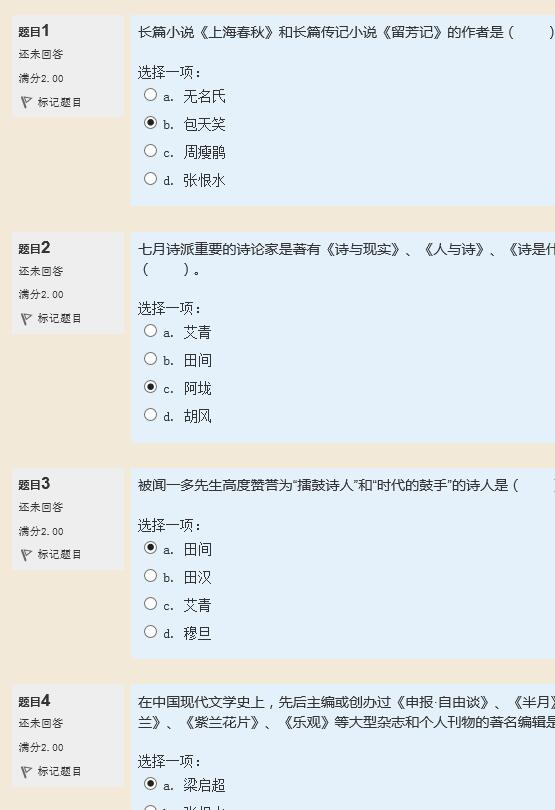 题目1
还未回答
满分2.00
标记题目
长篇小说《上海春秋》和长篇传记小说《留芳记》的作者是（ ）
选择一项：
a. 无名氏
b. 包天笑
c. 周瘦鹃
d. 张恨水
题目2
还未回答
满分2.00
标记题目
七月诗派重要的诗论家是著有《诗与现实》、《人与诗》、《诗是什
（ ）。
选择一项：
a. 艾青
b. 田间
c. 阿垅
d. 胡风
题目3
还未回答
满分2.00
标记题目
被闻一多先生高度赞誉为“擂鼓诗人”和“时代的鼓手”的诗人是（
选择一项：
a. 田间
b. 田汉
c. 艾青
d. 穆旦
题目4
还未回答
满分2.00
标记题目
在中国现代文学史上，先后主编或创办过《申报·自由谈》、《半月》
兰》、《紫兰花片》、《乐观》等大型杂志和个人刊物的著名编辑是
选择一项：
a. 梁启超